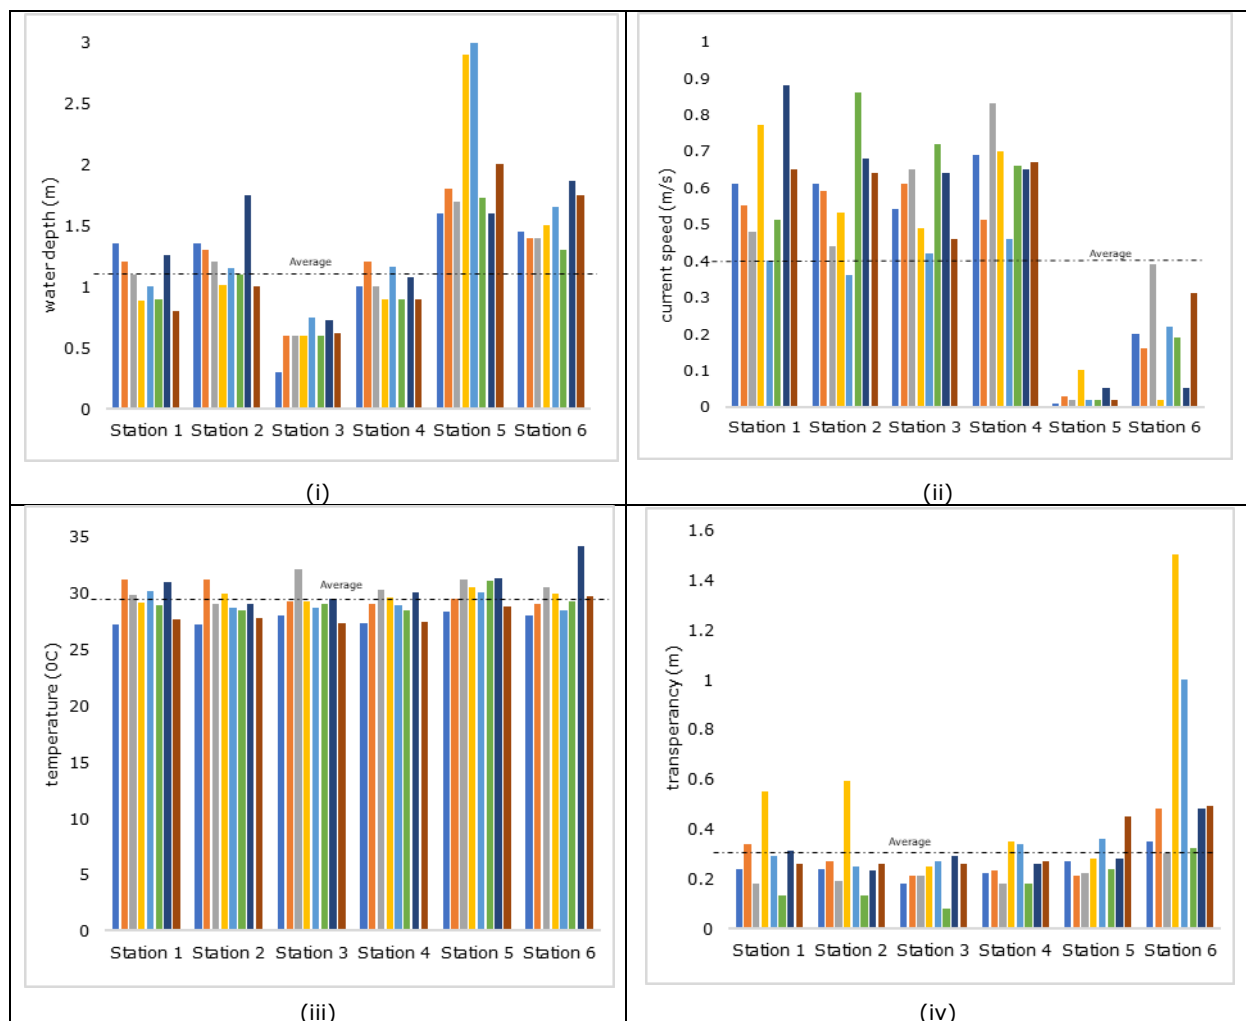 water depth (m)
3
2.5
2
1.5
1
0.5
0
Average
Station 1 Station 2 Station 3 Station 4 Station 5 Station 6
(i)
current speed (m/s)
1
0.9
0.8
0.7
0.6
0.5
0.4
0.3
0.2
0.1
0
Average
Station 1 Station 2 Station 3 Station 4 Station 5 Station 6
(ii)
temperature (0C)
35
30
25
20
15
10
5
0
Average
Station 1 Station 2 Station 3 Station 4 Station 5 Station 6
(iii)
transperancy (m)
1.6
1.4
1.2
1
0.8
0.6
0.4
0.2
0
Average
Station 1 Station 2 Station 3 Station 4 Station 5 Station 6
(iv)